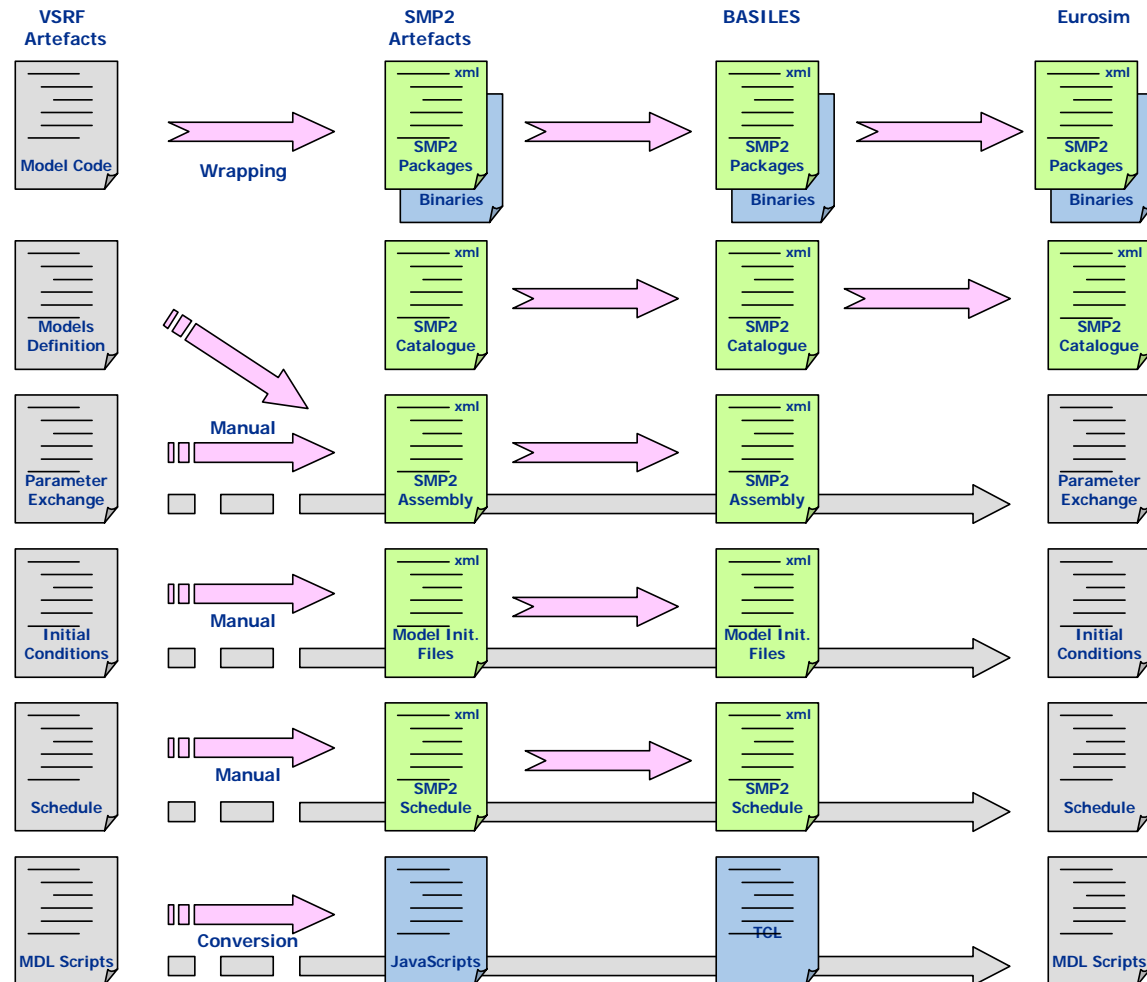 VSRF
Artefacts
SMP2
Artefacts
BASILES
Eurosim
Model Code
Wrapping
xml
SMP2
Packages
Binaries
xml
SMP2
Packages
Binaries
xml
SMP2
Packages
Binaries
Models
Definition
xml
SMP2
Catalogue
xml
SMP2
Catalogue
xml
SMP2
Catalogue
Parameter
Exchange
Manual
xml
SMP2
Assembly
xml
SMP2
Assembly
Parameter
Exchange
Initial
Conditions
Manual
xml
Model Init.
Files
xml
Model Init.
Files
Initial
Conditions
Schedule
Manual
xml
SMP2
Schedule
xml
SMP2
Schedule
Schedule
MDL Scripts
Conversion
JavaScripts
TCL
MDL Scripts